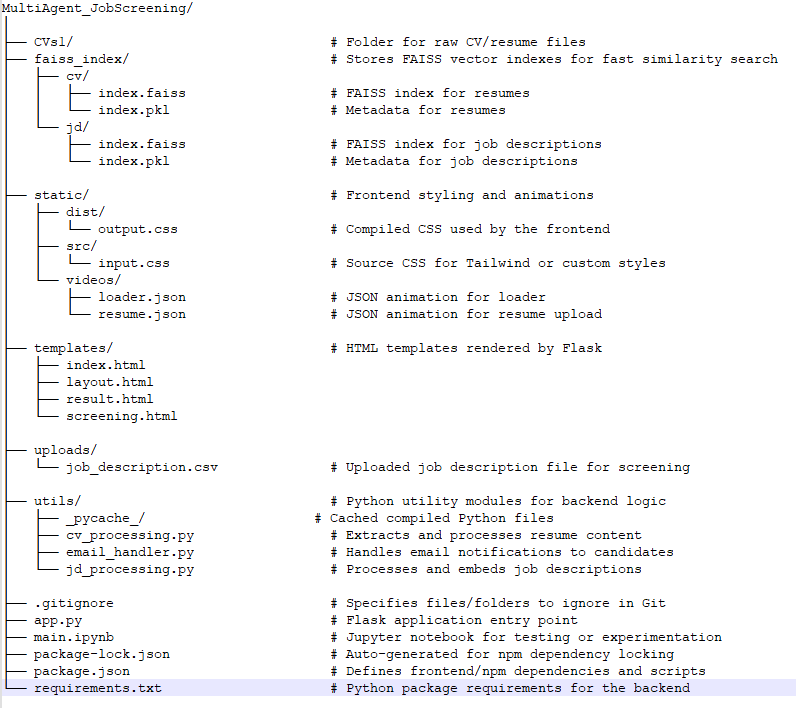 MultiAgent_JobScreening/
│
├── CVs1/                                # Folder for raw CV/resume files
├── faiss_index/                         # Stores FAISS vector indexes for fast similarity search
│   ├── cv/
│   │   ├── index.faiss                  # FAISS index for resumes
│   │   └── index.pkl                    # Metadata for resumes
│   └── jd/
│       ├── index.faiss                  # FAISS index for job descriptions
│       └── index.pkl                    # Metadata for job descriptions
│
├── static/                              # Frontend styling and animations
│   ├── dist/
│   │   └── output.css                   # Compiled CSS used by the frontend
│   ├── src/
│   │   └── input.css                    # Source CSS for Tailwind or custom styles
│   └── videos/
│       ├── loader.json                  # JSON animation for loader
│       └── resume.json                  # JSON animation for resume upload
│
├── templates/                           # HTML templates rendered by Flask
│   ├── index.html
│   ├── layout.html
│   ├── result.html
│   └── screening.html
│
├── uploads/
│   └── job_description.csv              # Uploaded job description file for screening
│
├── utils/                               # Python utility modules for backend logic
│   ├── _pycache_/                     # Cached compiled Python files
│   ├── cv_processing.py                 # Extracts and processes resume content
│   ├── email_handler.py                 # Handles email notifications to candidates
│   └── jd_processing.py                 # Processes and embeds job descriptions
│
├── .gitignore                           # Specifies files/folders to ignore in Git
├── app.py                               # Flask application entry point
├── main.ipynb                           # Jupyter notebook for testing or experimentation
├── package-lock.json                    # Auto-generated for npm dependency locking
├── package.json                         # Defines frontend/npm dependencies and scripts
└── requirements.txt                     # Python package requirements for the backend